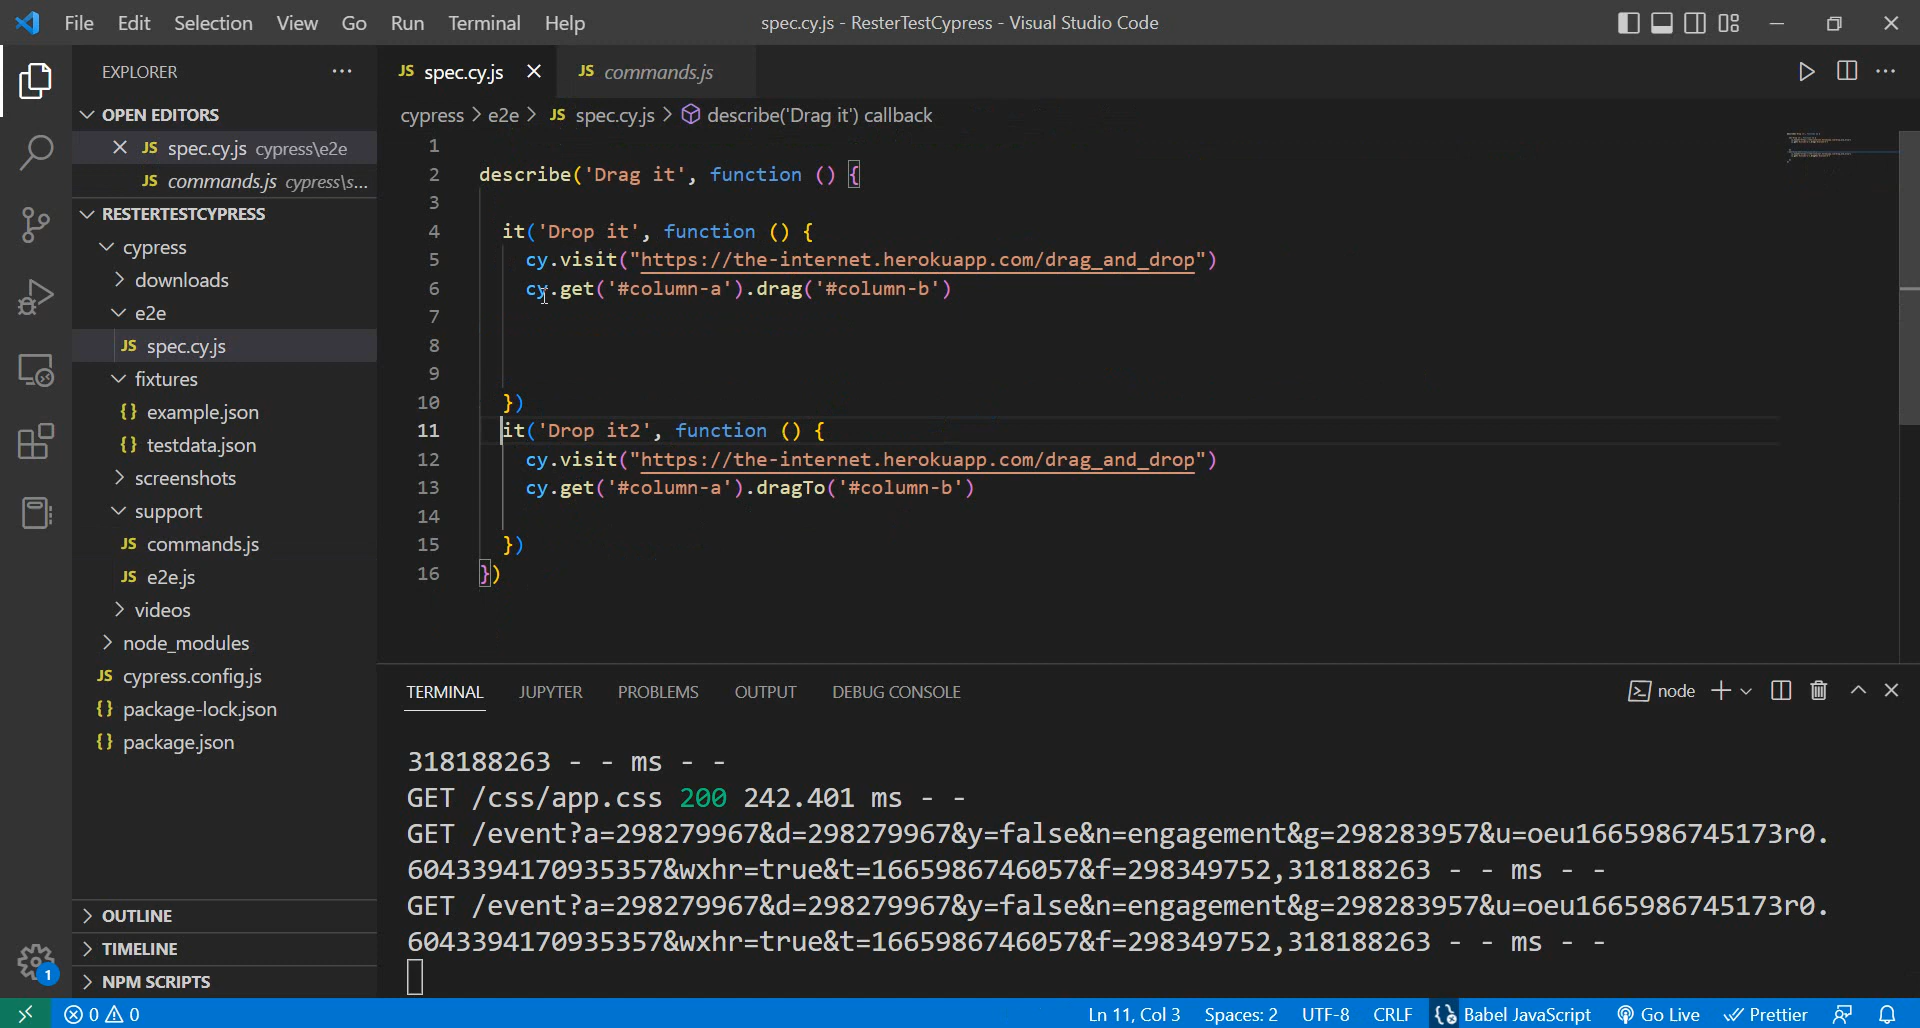 File Edit Selection View Go Run Terminal Help
spec.cy.js - ResterTestCypress - Visual Studio Code
EXPLORER
OPEN EDITORS
JS spec.cy.js cypress\e2e
JS commands.js cypress\s...
RESTERTESTCYPRESS
cypress
downloads
e2e
JS spec.cy.js
fixtures
{} example.json
{} testdata.json
screenshots
support
JS commands.js
JS e2e.js
videos
node_modules
JS cypress.config.js
{} package-lock.json
{} package.json
OUTLINE
TIMELINE
NPM SCRIPTS
1
JS spec.cy.js
JS commands.js
cypress > e2e > JS spec.cy.js > describe('Drag it') callback
1
2 describe('Drag it', function () {
3
4 it('Drop it', function () {
5 cy.visit("https://the-internet.herokuapp.com/drag_and_drop")
6 cy.get('#column-a').drag('#column-b')
7
8
9
10 })
11 it('Drop it2', function () {
12 cy.visit("https://the-internet.herokuapp.com/drag_and_drop")
13 cy.get('#column-a').dragTo('#column-b')
14
15 })
16 })
TERMINAL JUPYTER PROBLEMS OUTPUT DEBUG CONSOLE
node
318188263 - - ms - -
GET /css/app.css 200 242.401 ms - -
GET /event?a=298279967&d=298279967&y=false&n=engagement&g=298283957&u=oeu1665986745173r0.
6043394170935357&wxhr=true&t=1665986746057&f=298349752,318188263 - - ms - -
GET /event?a=298279967&d=298279967&y=false&n=engagement&g=298283957&u=oeu1665986745173r0.
6043394170935357&wxhr=true&t=1665986746057&f=298349752,318188263 - - ms - -
0 0
Ln 11, Col 3 Spaces: 2 UTF-8 CRLF Babel JavaScript Go Live Prettier